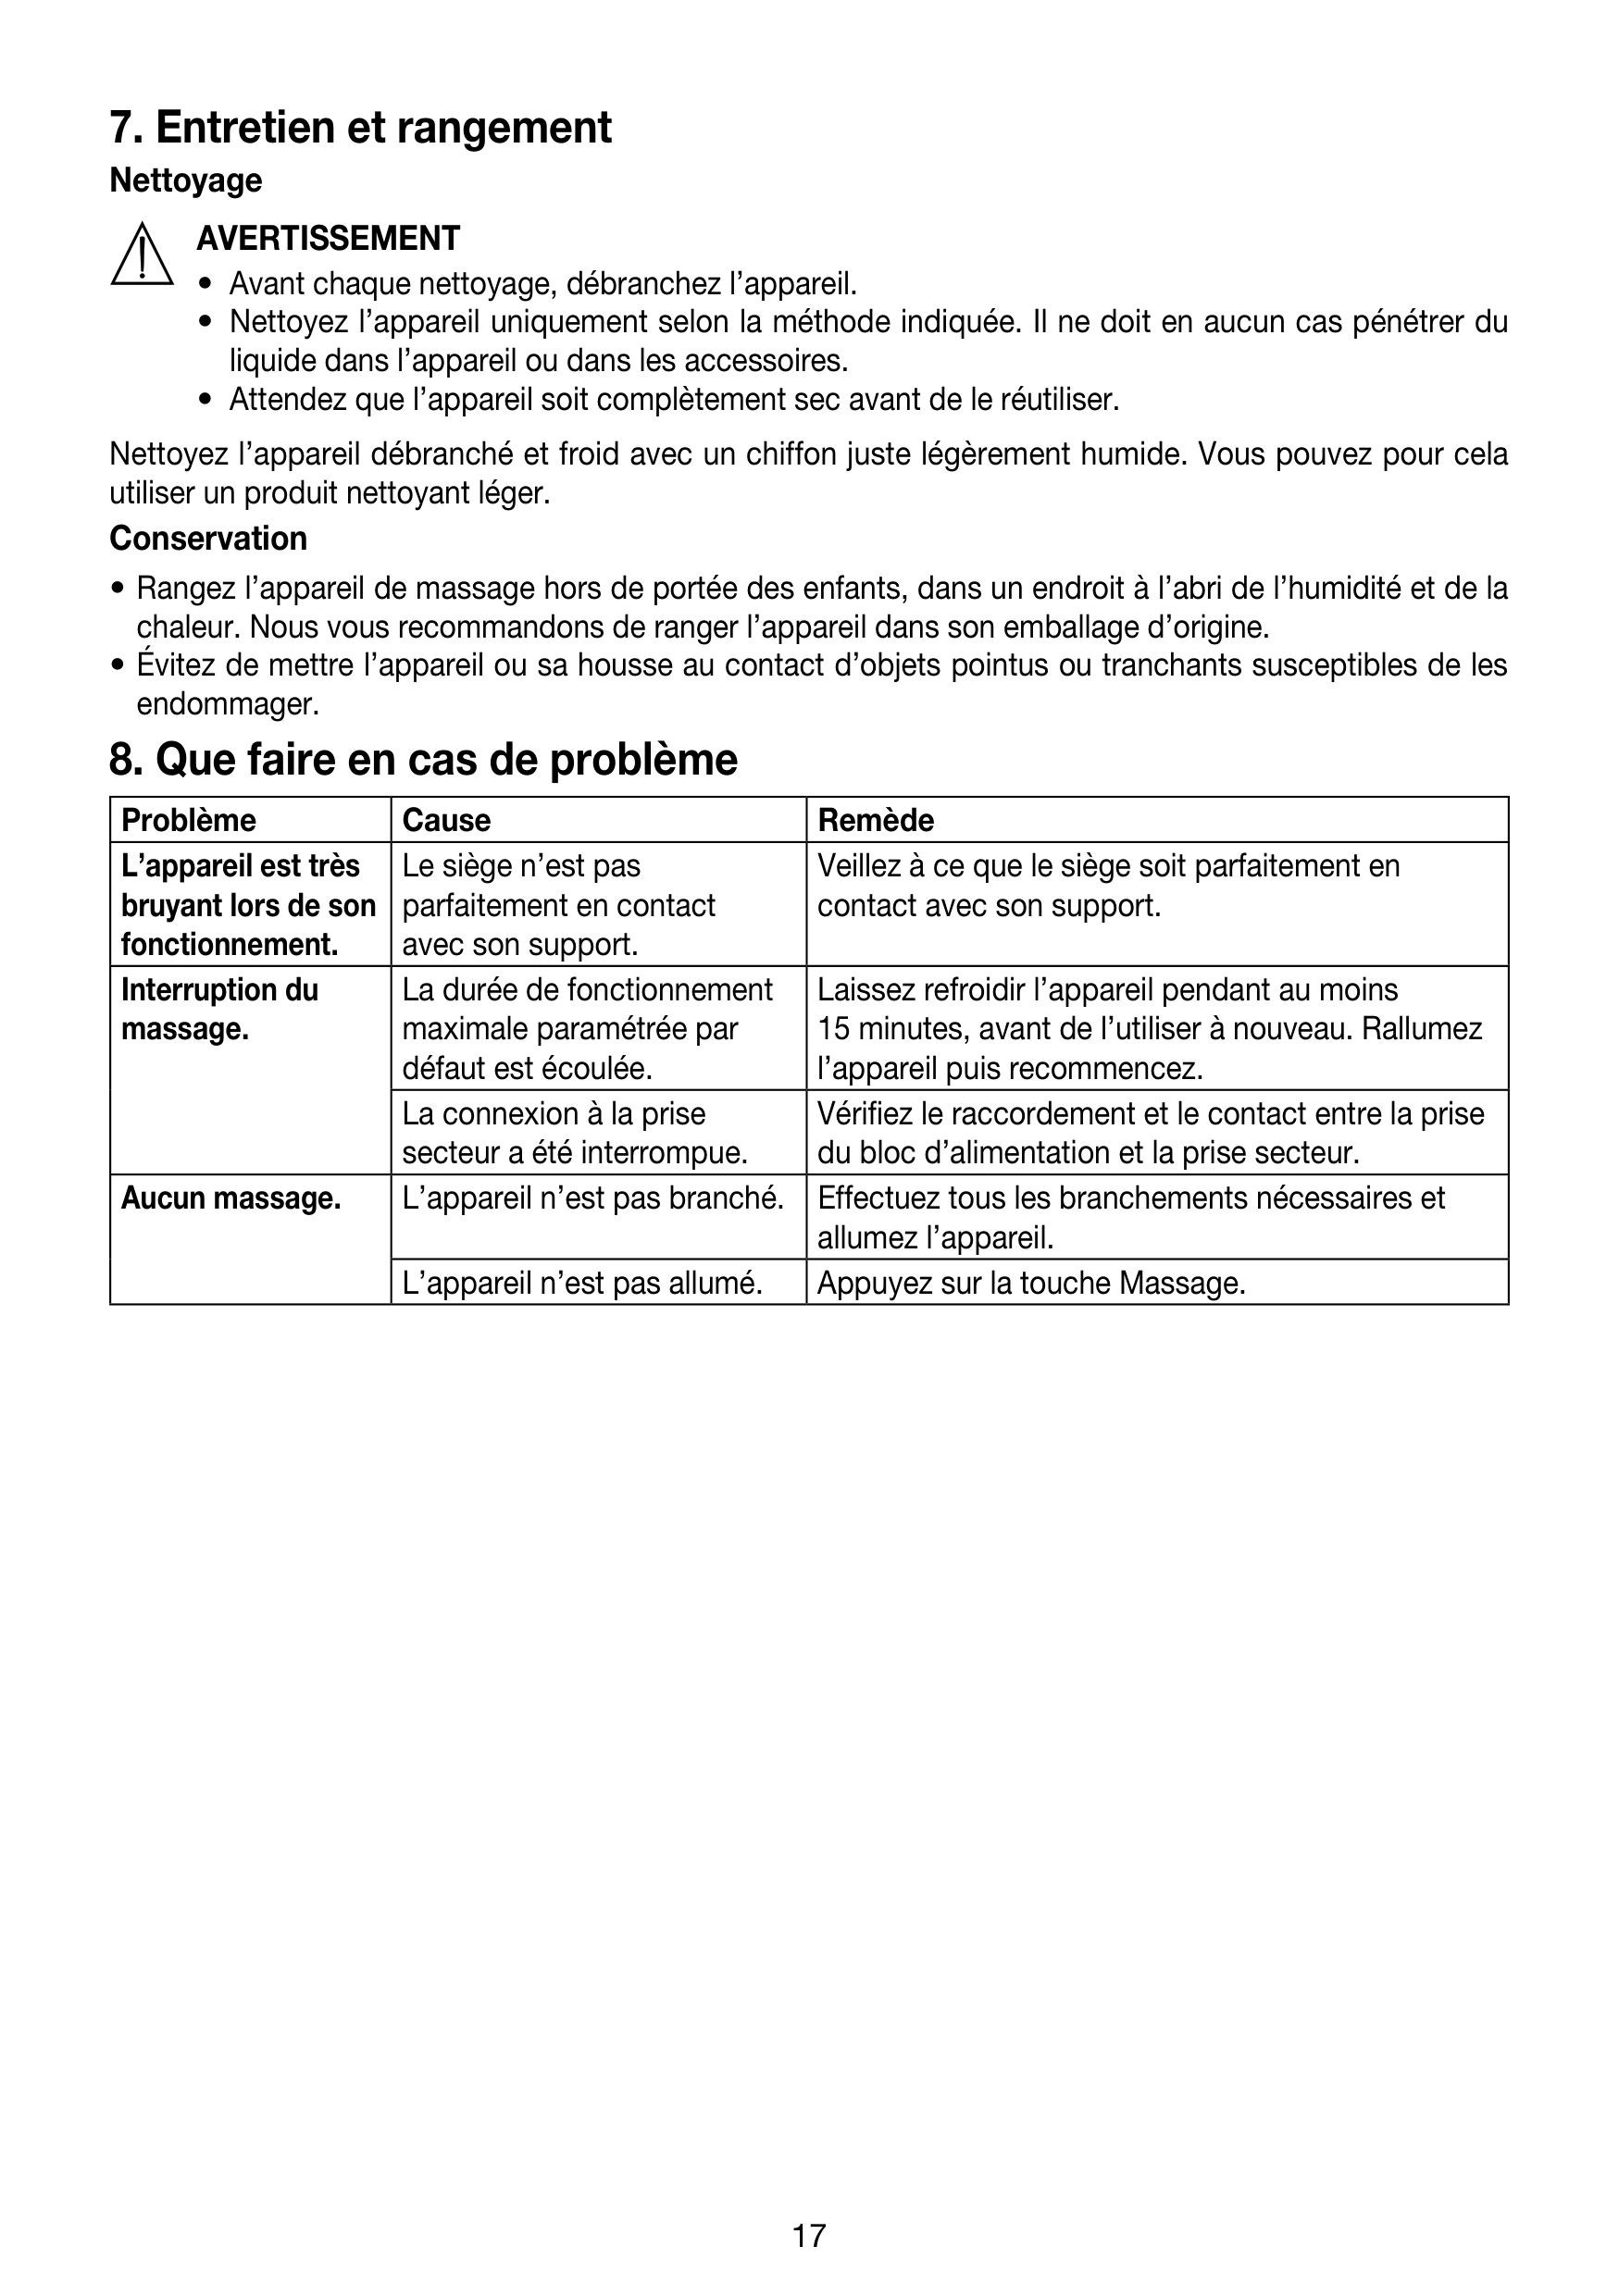 7. Entretien et rangement
Nettoyage
AVERTISSEMENT
• Avant chaque nettoyage, débranchez l’appareil.
• Nettoyez l’appareil uniquement selon la méthode indiquée. Il ne doit en aucun cas pénétrer du
liquide dans l’appareil ou dans les accessoires.
• Attendez que l’appareil soit complètement sec avant de le réutiliser.
Nettoyez l’appareil débranché et froid avec un chiffon juste légèrement humide. Vous pouvez pour cela
utiliser un produit nettoyant léger.
Conservation
• Rangez l’appareil de massage hors de portée des enfants, dans un endroit à l’abri de l’humidité et de la
chaleur. Nous vous recommandons de ranger l’appareil dans son emballage d’origine.
• Évitez de mettre l’appareil ou sa housse au contact d’objets pointus ou tranchants susceptibles de les
endommager.
8. Que faire en cas de problème
Problème
Cause
Remède
L’appareil est très
bruyant lors de son
fonctionnement.
Le siège n’est pas
parfaitement en contact
avec son support.
Veillez à ce que le siège soit parfaitement en
contact avec son support.
Interruption du
massage.
La durée de fonctionnement
maximale paramétrée par
défaut est écoulée.
Laissez refroidir l’appareil pendant au moins
15 minutes, avant de l’utiliser à nouveau. Rallumez
l’appareil puis recommencez.
La connexion à la prise
secteur a été interrompue.
Vérifiez le raccordement et le contact entre la prise
du bloc d’alimentation et la prise secteur.
Aucun massage.
L’appareil n’est pas branché.
Effectuez tous les branchements nécessaires et
allumez l’appareil.
L’appareil n’est pas allumé.
Appuyez sur la touche Massage.
17